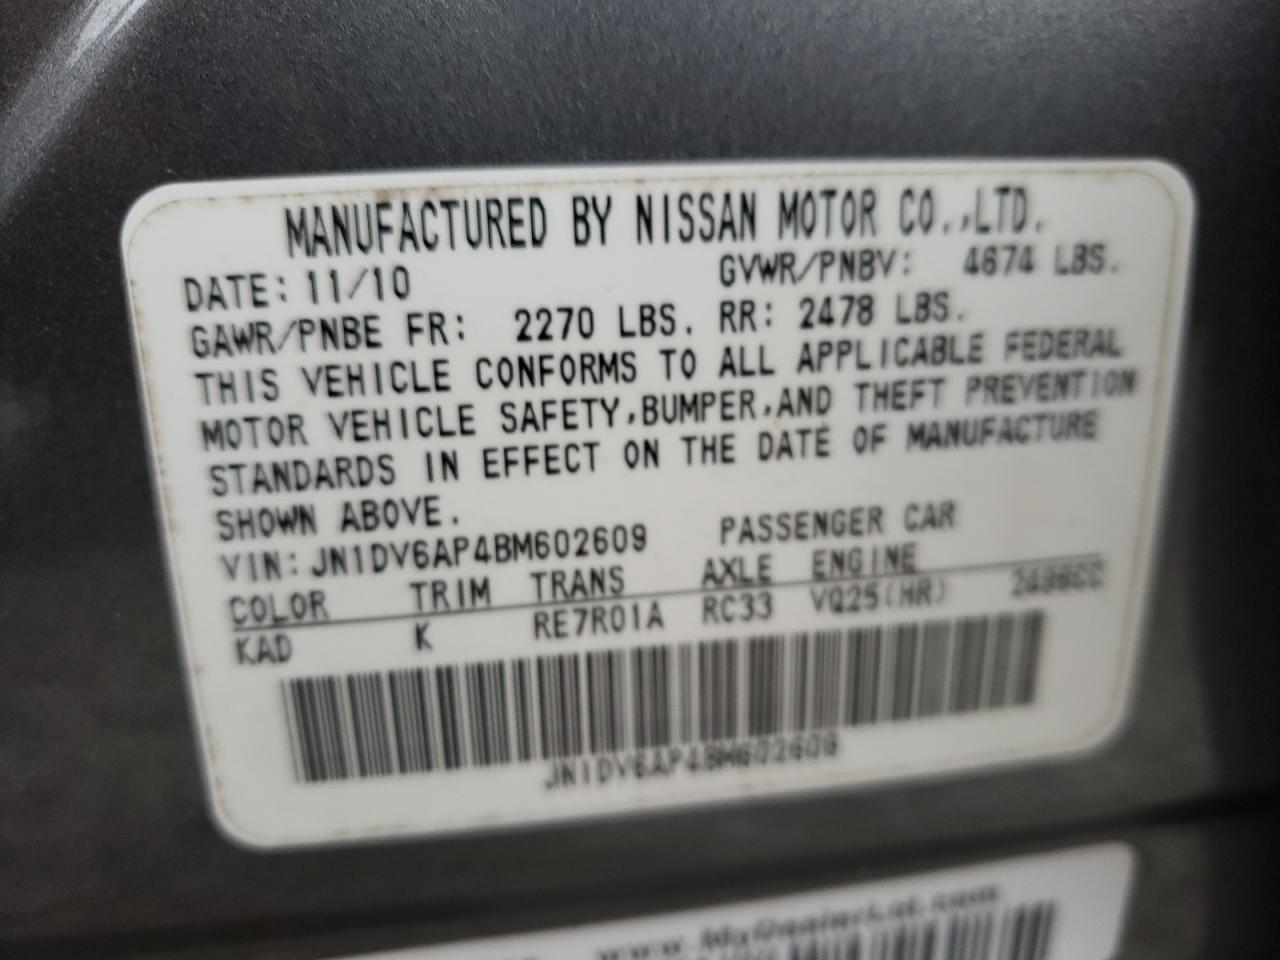 MANUFACTURED BY NISSAN MOTOR CO.,LTD.
DATE: 11/10 GVWR/PNBV: 4674 LBS.
GAWR/PNBE FR: 2270 LBS. RR: 2478 LBS.
THIS VEHICLE CONFORMS TO ALL APPLICABLE FEDERAL
MOTOR VEHICLE SAFETY,BUMPER,AND THEFT PREVENTION
STANDARDS IN EFFECT ON THE DATE OF MANUFACTURE
SHOWN ABOVE.
VIN: JN1DV6AP4BM602609 PASSENGER CAR
COLOR TRIM TRANS AXLE ENGINE
KAD K RE7R01A RC33 VQ25(HR)
JN1DV6AP4BM602609
www.MyDealerLot.com